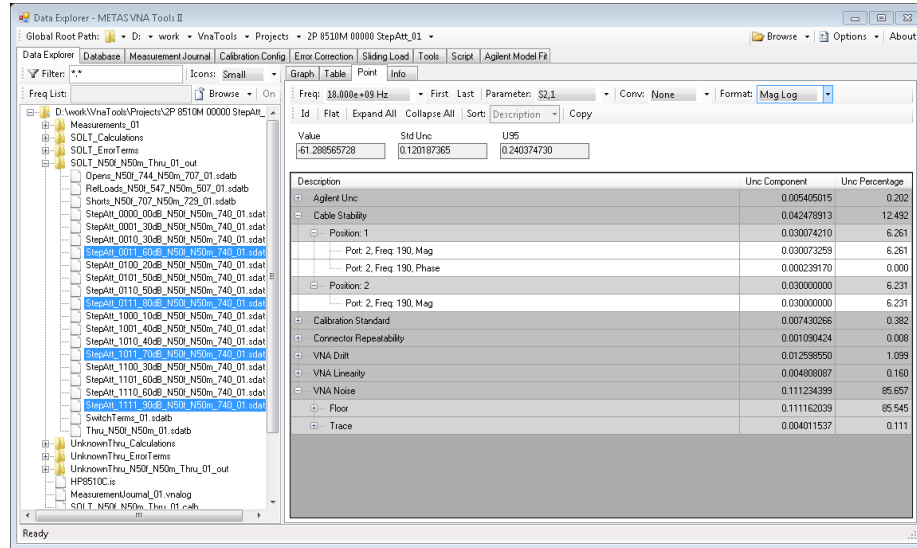 Data Explorer - METAS VNA Tools II
Global Root Path: D: work VnaTools Projects 2P 8510M 00000 StepAtt_01 Browse Options About
Data Explorer Database Measurement Journal Calibration Config Error Correction Sliding Load Tools Script Agilent Model Fit
Filter: *.* Icons: Small
Freq List: Browse On
D:\work\VnaTools\Projects\2P 8510M 00000 StepAtt_
Measurements_01
SOLT_Calculations
SOLT_ErrorTerms
SOLT_N50f_N50m_Thru_01_out
Opens_N50f_744_N50m_707_01.sdatb
RefLoads_N50f_547_N50m_507_01.sdatb
Shorts_N50f_707_N50m_729_01.sdatb
StepAtt_0000_00dB_N50f_N50m_740_01.sdat
StepAtt_0001_30dB_N50f_N50m_740_01.sdat
StepAtt_0010_30dB_N50f_N50m_740_01.sdat
StepAtt_0011_60dB_N50f_N50m_740_01.sdat
StepAtt_0100_20dB_N50f_N50m_740_01.sdat
StepAtt_0101_50dB_N50f_N50m_740_01.sdat
StepAtt_0110_50dB_N50f_N50m_740_01.sdat
StepAtt_0111_80dB_N50f_N50m_740_01.sdat
StepAtt_1000_10dB_N50f_N50m_740_01.sdat
StepAtt_1001_40dB_N50f_N50m_740_01.sdat
StepAtt_1010_40dB_N50f_N50m_740_01.sdat
StepAtt_1011_70dB_N50f_N50m_740_01.sdat
StepAtt_1100_30dB_N50f_N50m_740_01.sdat
StepAtt_1101_60dB_N50f_N50m_740_01.sdat
StepAtt_1110_60dB_N50f_N50m_740_01.sdat
StepAtt_1111_90dB_N50f_N50m_740_01.sdat
SwitchTerms_01.sdatb
Thru_N50f_N50m_01.sdatb
UnknownThru_Calculations
UnknownThru_ErrorTerms
UnknownThru_N50f_N50m_Thru_01_out
HP8510C.is
MeasurementJournal_01.vnalog
SOLT_N50f_N50m_Thru_01.calb
Graph Table Point Info
Freq: 18.000e+09 Hz First Last Parameter: S2,1 Conv: None Format: Mag Log
Id Flat Expand All Collapse All Sort: Description Copy
Value Std Unc U95
-61.288565728 0.120187365 0.240374730
Description Unc Component Unc Percentage
Agilent Unc 0.005405015 0.202
Cable Stability 0.042478913 12.492
Position: 1 0.030074210 6.261
Port: 2, Freq: 190, Mag 0.030073259 6.261
Port: 2, Freq: 190, Phase 0.000239170 0.000
Position: 2 0.030000000 6.231
Port: 2, Freq: 190, Mag 0.030000000 6.231
Calibration Standard 0.007430266 0.382
Connector Repeatability 0.001090424 0.008
VNA Drift 0.012598550 1.099
VNA Linearity 0.004808087 0.160
VNA Noise 0.111234399 85.657
Floor 0.111162039 85.545
Trace 0.004011537 0.111
Ready